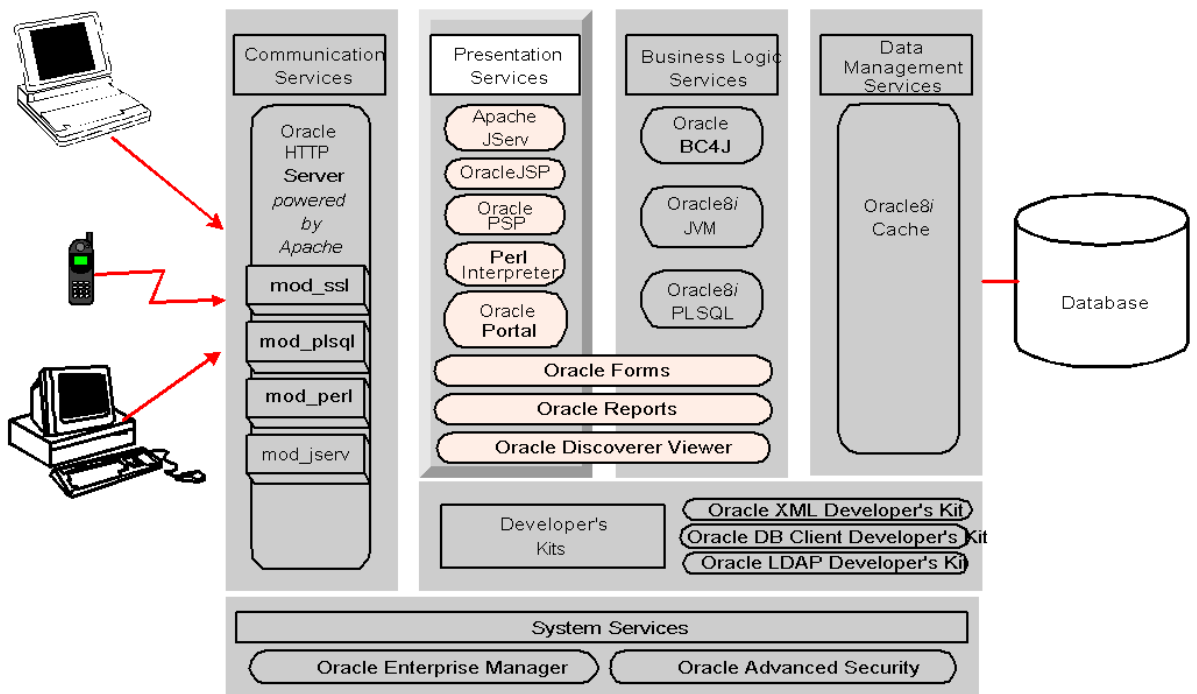 Communication
Services
Oracle
HTTP
Server
powered
by
Apache
mod_ssl
mod_plsql
mod_perl
mod_jserv
Presentation
Services
Apache
JServ
OracleJSP
Oracle
PSP
Perl
Interpreter
Oracle
Portal
Business Logic
Services
Oracle
BC4J
Oracle8i
JVM
Oracle8i
PLSQL
Oracle Forms
Oracle Reports
Oracle Discoverer Viewer
Data
Management
Services
Oracle8i
Cache
Database
Developer's
Kits
Oracle XML Developer's Kit
Oracle DB Client Developer's Kit
Oracle LDAP Developer's Kit
System Services
Oracle Enterprise Manager
Oracle Advanced Security